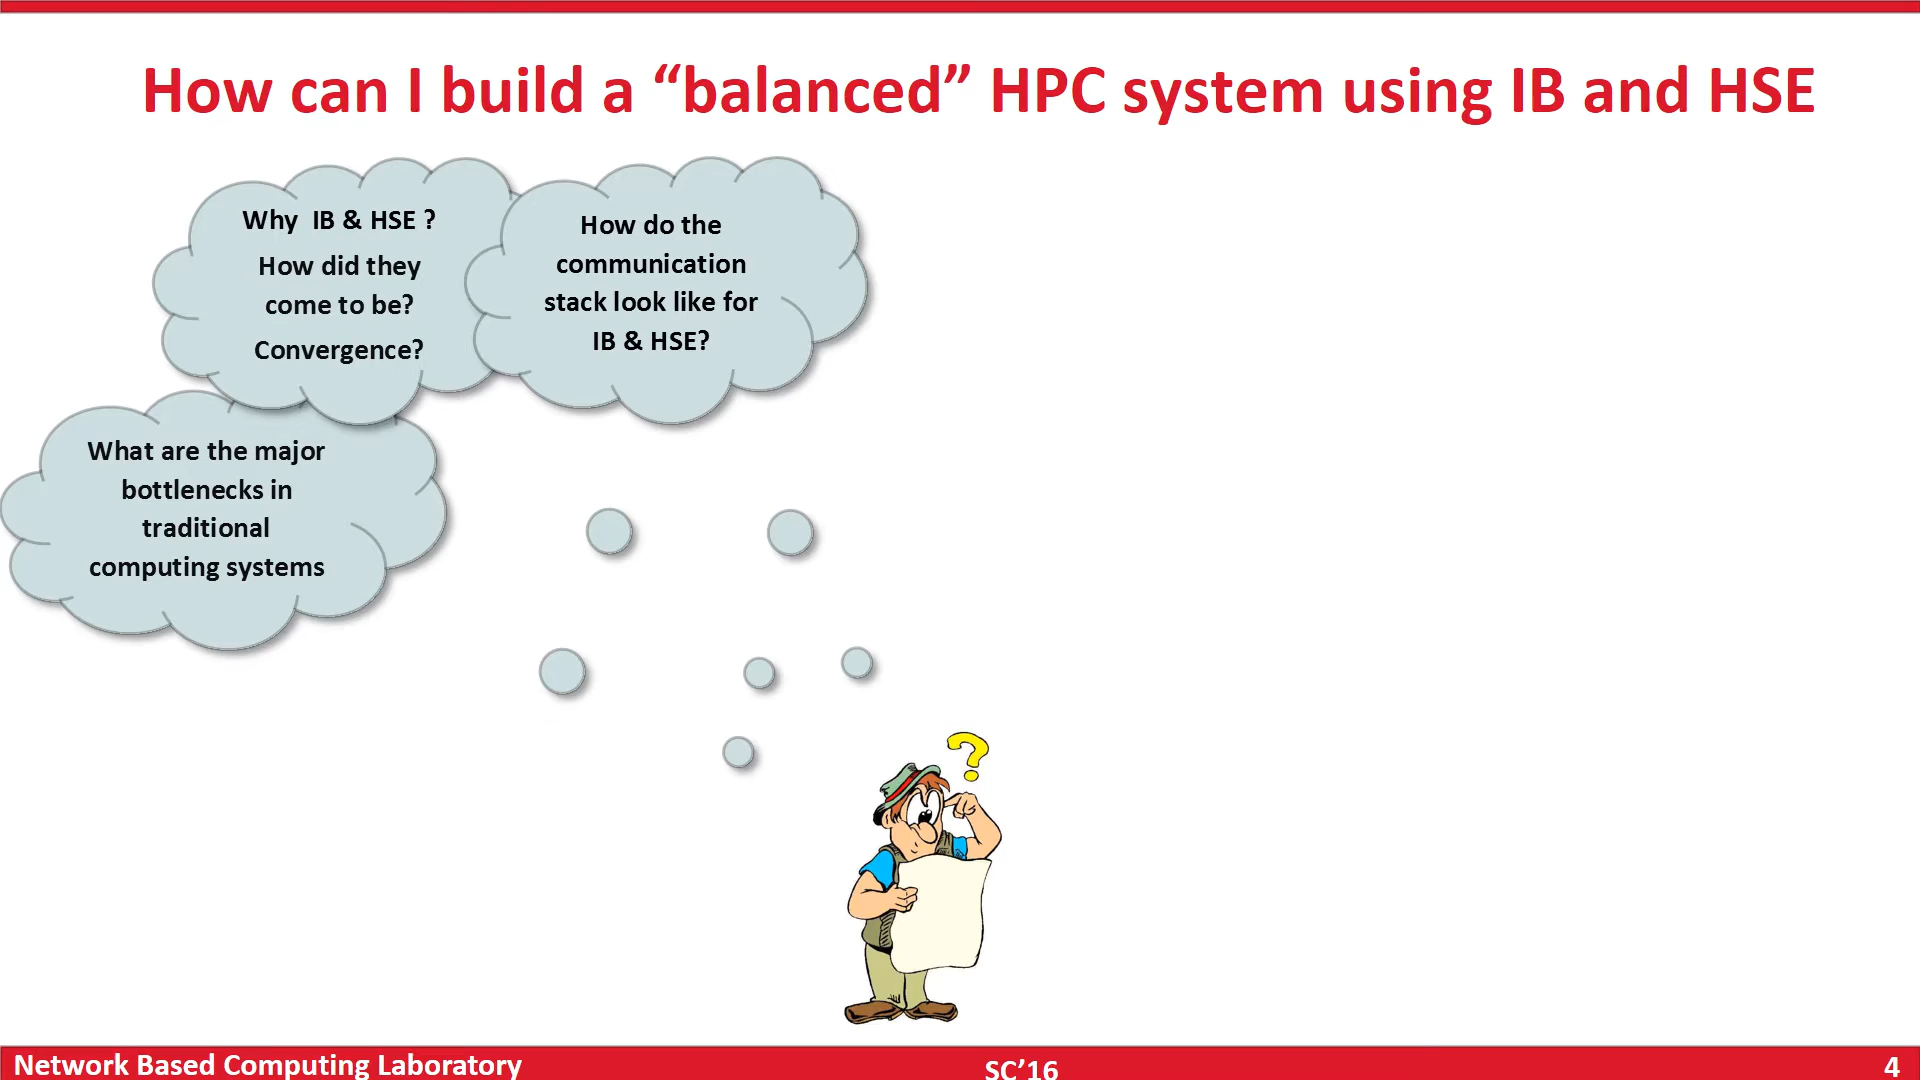 How can I build a “balanced” HPC system using IB and HSE
Why IB & HSE ?
How did they
come to be?
Convergence?
How do the
communication
stack look like for
IB & HSE?
What are the major
bottlenecks in
traditional
computing systems
?
Network Based Computing Laboratory
SC’16
4